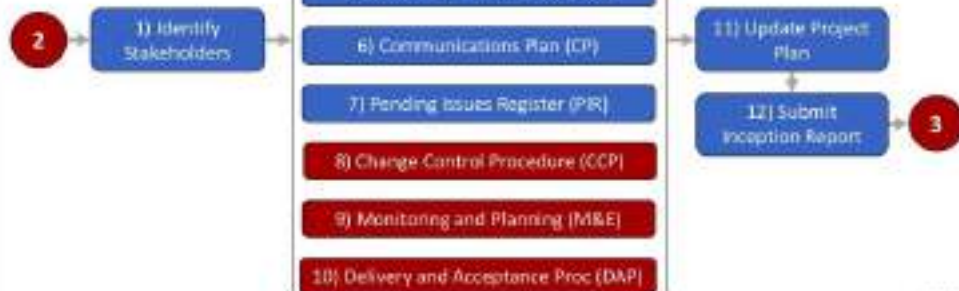 2
1) Identify
Stakeholders
6) Communications Plan (CP)
7) Pending Issues Register (PIR)
8) Change Control Procedure (CCP)
9) Monitoring and Planning (M&E)
10) Delivery and Acceptance Proc (DAP)
11) Update Project
Plan
12) Submit
Inception Report
3